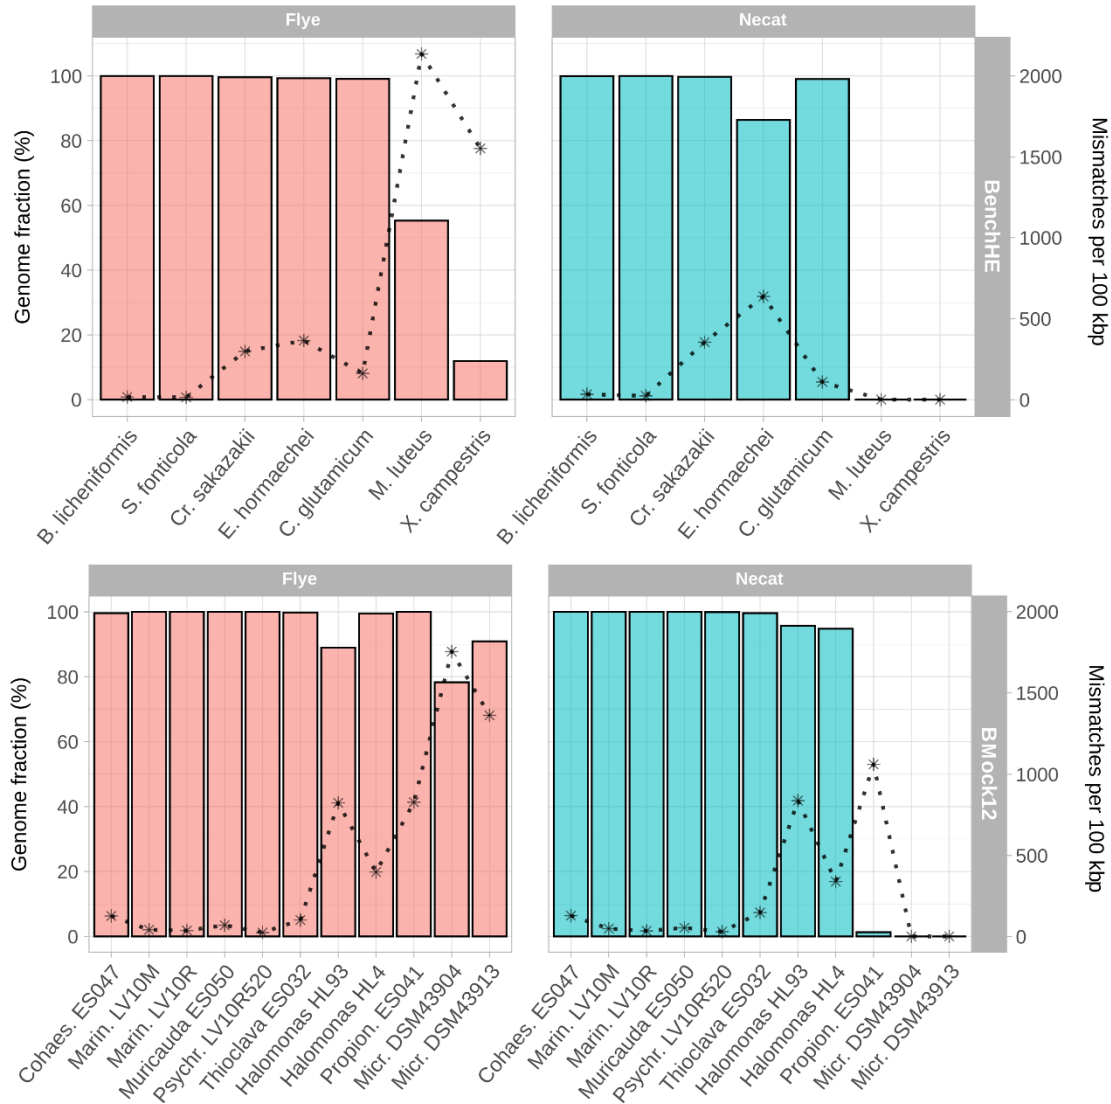 Flye
Necat
Genome fraction (%)
100
80
60
40
20
0
2000
1500
1000
500
0
BenchHE
Mismatches per 100 kbp
B. licheniformis
S. fonticola
Cr. sakazakii
E. hormaechei
C. glutamicum
M. luteus
X. campestris
B. licheniformis
S. fonticola
Cr. sakazakii
E. hormaechei
C. glutamicum
M. luteus
X. campestris
Flye
Necat
Genome fraction (%)
100
80
60
40
20
0
2000
1500
1000
500
0
BMock12
Mismatches per 100 kbp
Cohaes. ES047
Marin. LV10M
Marin. LV10R
Muricauda ES050
Psychr. LV10R520
Thioclava ES032
Halomonas HL93
Halomonas HL4
Propion. ES041
Micr. DSM43904
Micr. DSM43913
Cohaes. ES047
Marin. LV10M
Marin. LV10R
Muricauda ES050
Psychr. LV10R520
Thioclava ES032
Halomonas HL93
Halomonas HL4
Propion. ES041
Micr. DSM43904
Micr. DSM43913